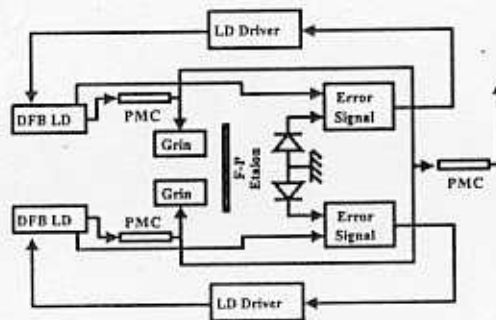 LD Driver
DFB LD
PMC
Grin
F-P
Etalon
Error
Signal
PMC
Grin
DFB LD
PMC
Error
Signal
LD Driver